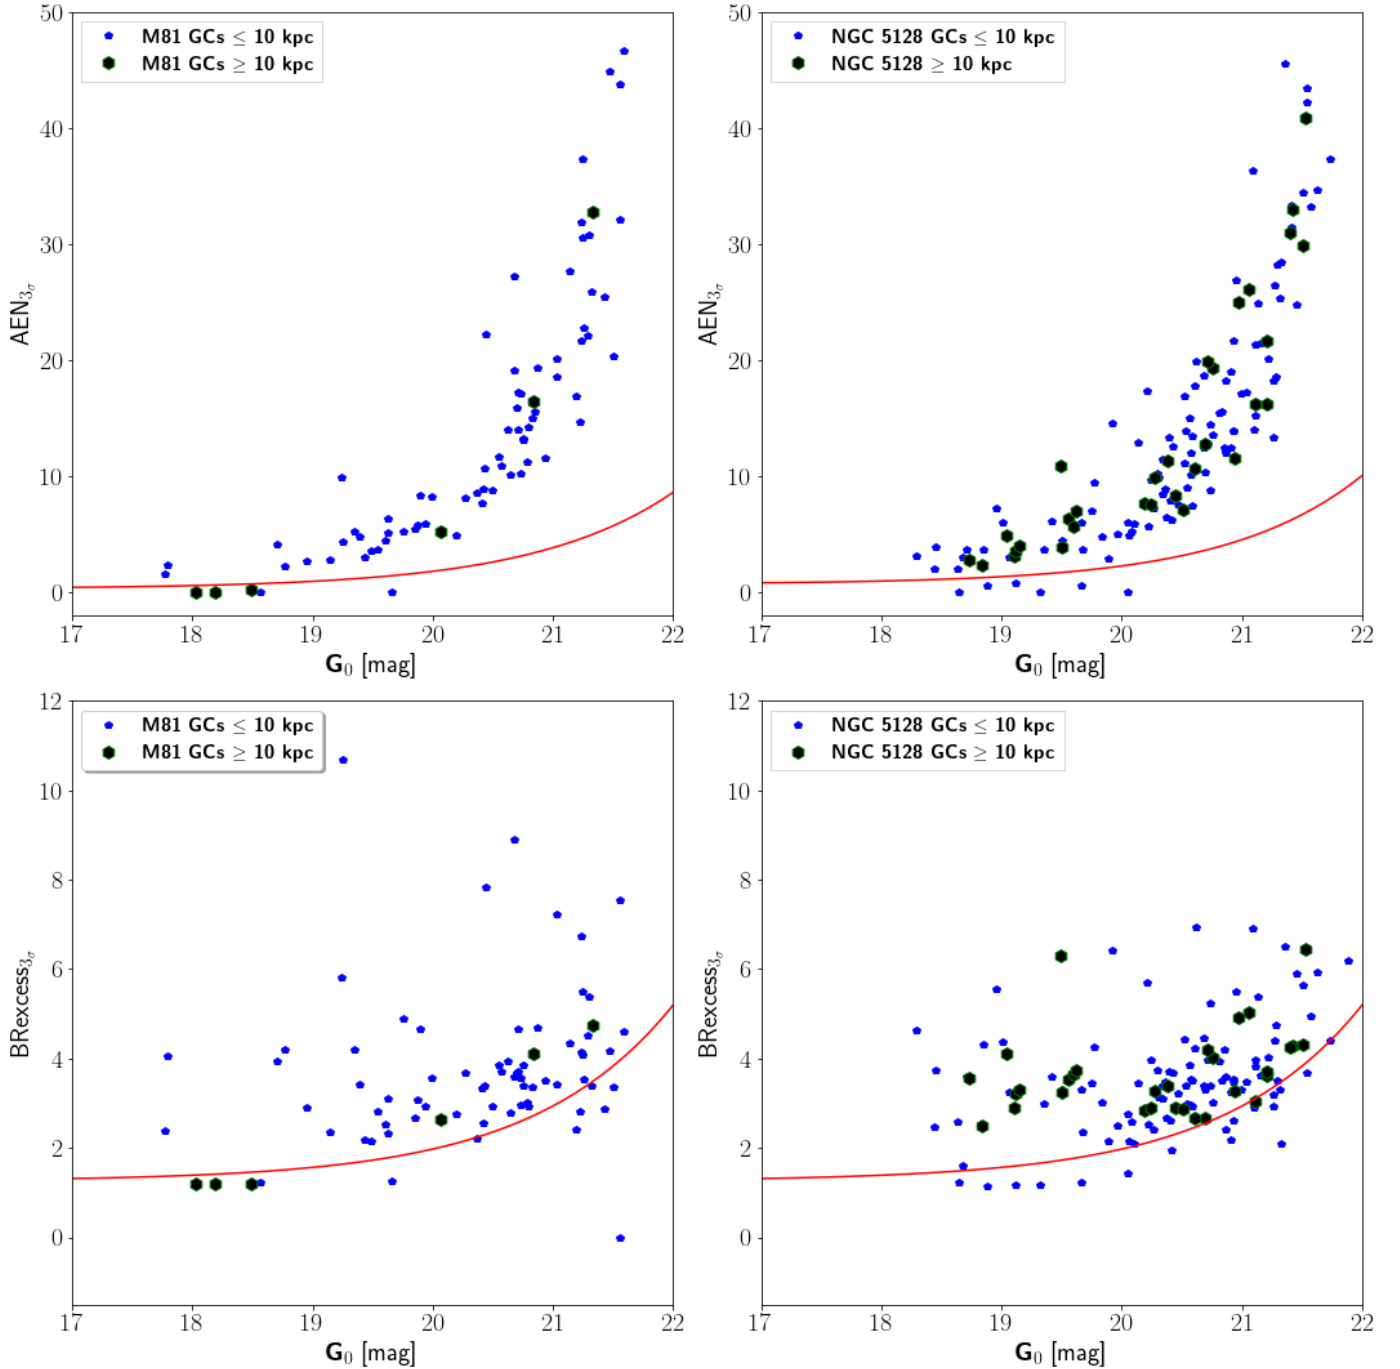 M81 GCs ≤ 10 kpc
M81 GCs ≥ 10 kpc
50
40
30
20
10
0
AEN3σ
17 18 19 20 21 22
G0 [mag]
NGC 5128 GCs ≤ 10 kpc
NGC 5128 ≥ 10 kpc
50
40
30
20
10
0
AEN3σ
17 18 19 20 21 22
G0 [mag]
M81 GCs ≤ 10 kpc
M81 GCs ≥ 10 kpc
12
10
8
6
4
2
0
BRexcess3σ
17 18 19 20 21 22
G0 [mag]
NGC 5128 GCs ≤ 10 kpc
NGC 5128 GCs ≥ 10 kpc
12
10
8
6
4
2
0
BRexcess3σ
17 18 19 20 21 22
G0 [mag]